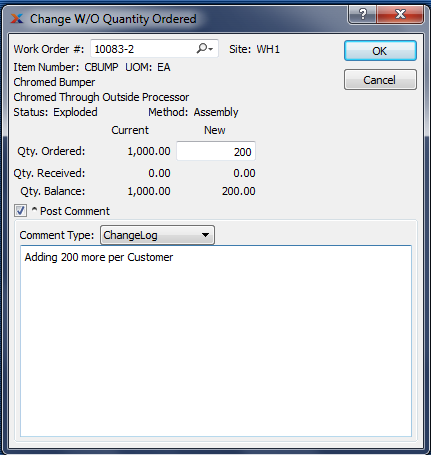 Change W/O Quantity Ordered
Work Order #: 10083-2 Site: WH1
OK
Item Number: CBUMP UOM: EA
Cancel
Chromed Bumper
Chromed Through Outside Processor
Status: Exploded Method: Assembly
Current New
Qty. Ordered: 1,000.00 200
Qty. Received: 0.00 0.00
Qty. Balance: 1,000.00 200.00
^ Post Comment
Comment Type: ChangeLog
Adding 200 more per Customer